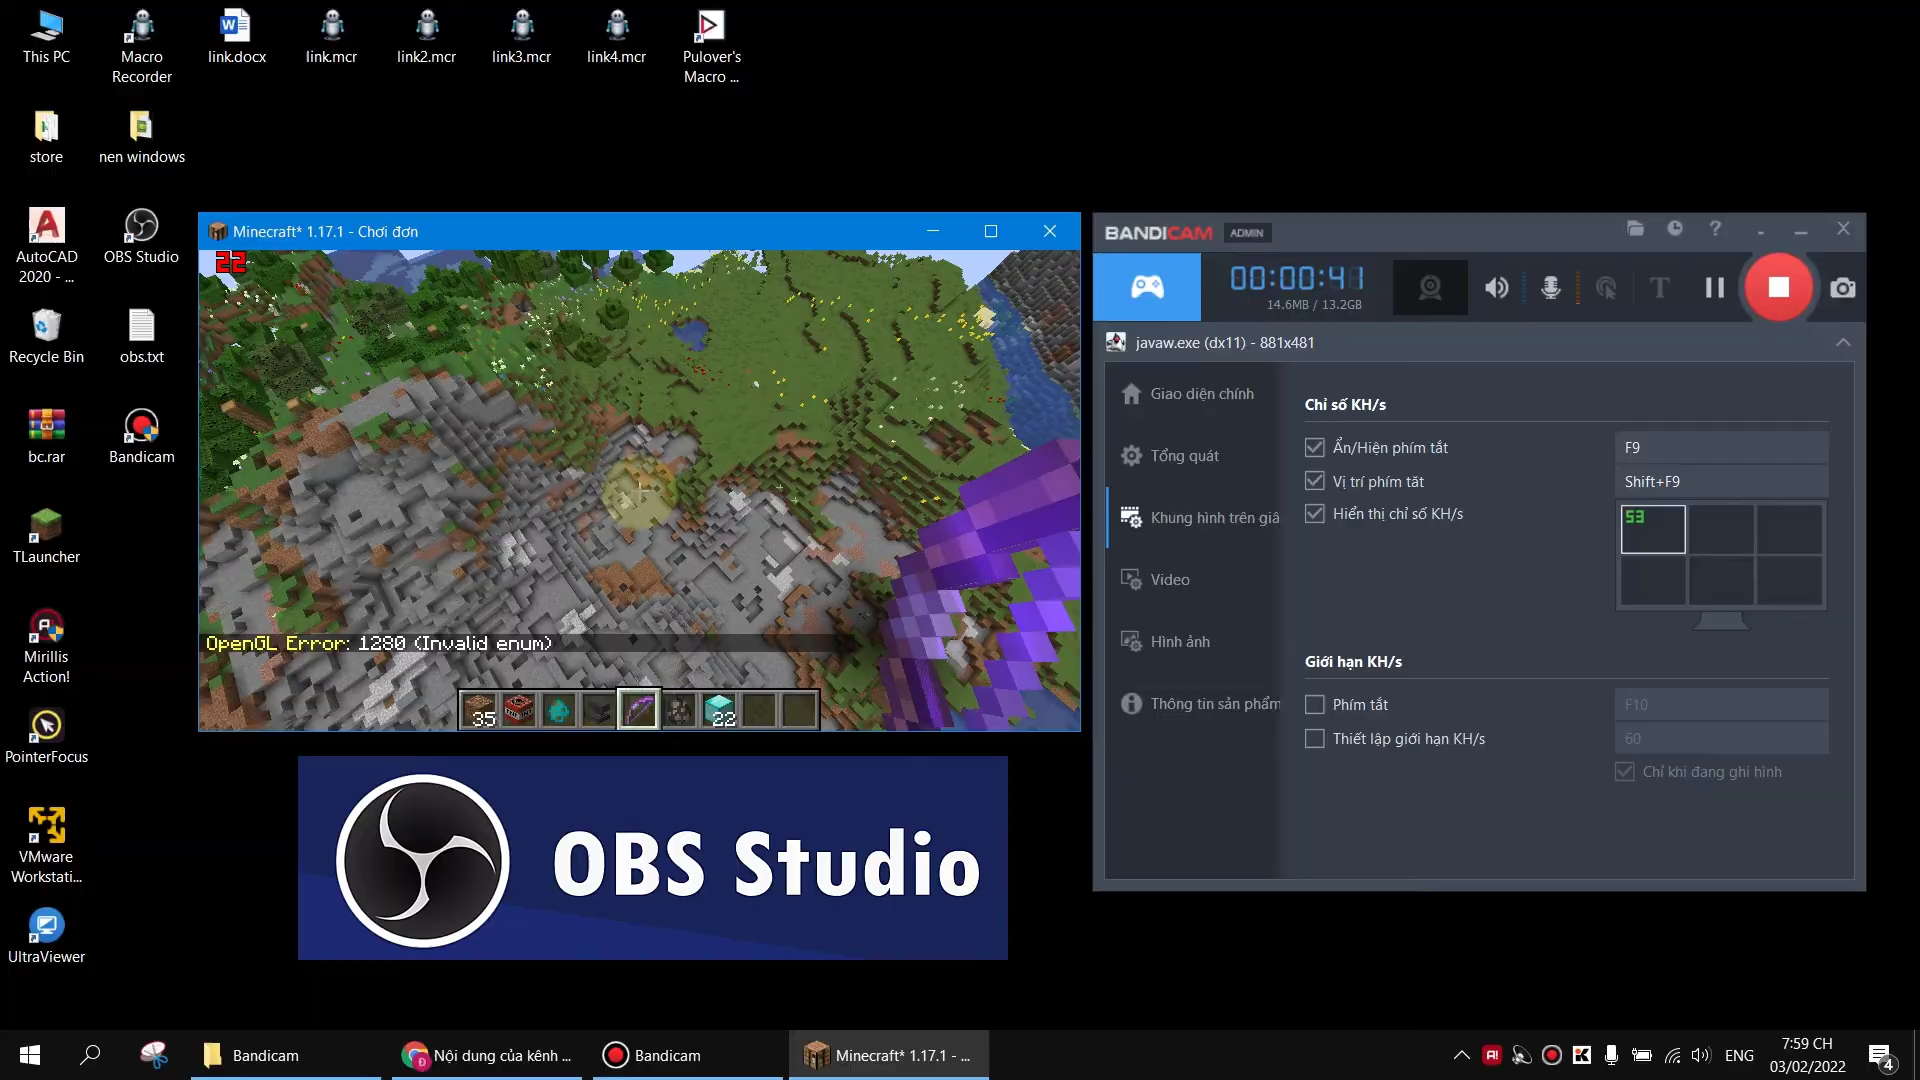 This PC
Macro Recorder
link.docx
link.mcr
link2.mcr
link3.mcr
link4.mcr
Pulover's Macro ...
store
nen windows
AutoCAD 2020 - ...
OBS Studio
Recycle Bin
obs.txt
bc.rar
Bandicam
TLauncher
Mirillis Action!
PointerFocus
VMware Workstati...
UltraViewer
Minecraft* 1.17.1 - Chơi đơn
22
OpenGL Error: 1280 (Invalid enum)
35
22
OBS Studio
BANDICAM ADMIN
00:00:41
14.6MB / 13.2GB
javaw.exe (dx11) - 881x481
Giao diện chính
Tổng quát
Khung hình trên giâ
Video
Hình ảnh
Thông tin sản phẩm
Chỉ số KH/s
Ẩn/Hiện phím tắt
F9
Vị trí phím tăt
Shift+F9
Hiển thị chỉ số KH/s
53
Giới hạn KH/s
Phím tắt
F10
Thiết lập giới hạn KH/s
60
Chỉ khi đang ghi hình
Bandicam
Nội dung của kênh ...
Bandicam
Minecraft* 1.17.1 - ...
ENG
7:59 CH
03/02/2022
4